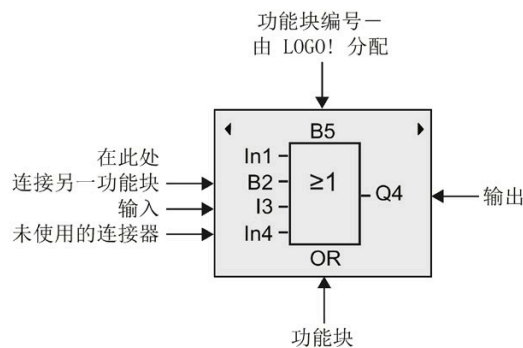 功能块编号－
由 LOGO! 分配
B5
在此处
连接另一功能块
输入
未使用的连接器
In1
B2
I3
In4
≥1
Q4
输出
OR
功能块